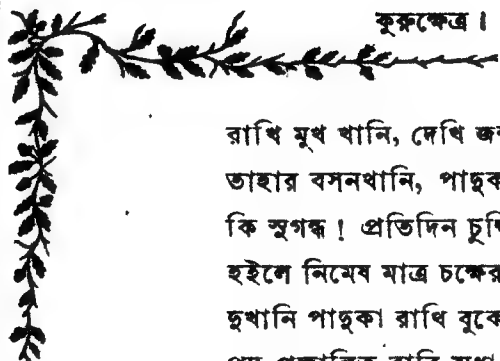 কুরুক্ষেত্র।
রাখি মুখ খানি, দেখি
তাহার বসনখানি,
কি সুগন্ধ! প্রতিদিন
হইলে নিমেষ মাত্র চক্ষের
দুখানি পাদুকা রাখি বুকে